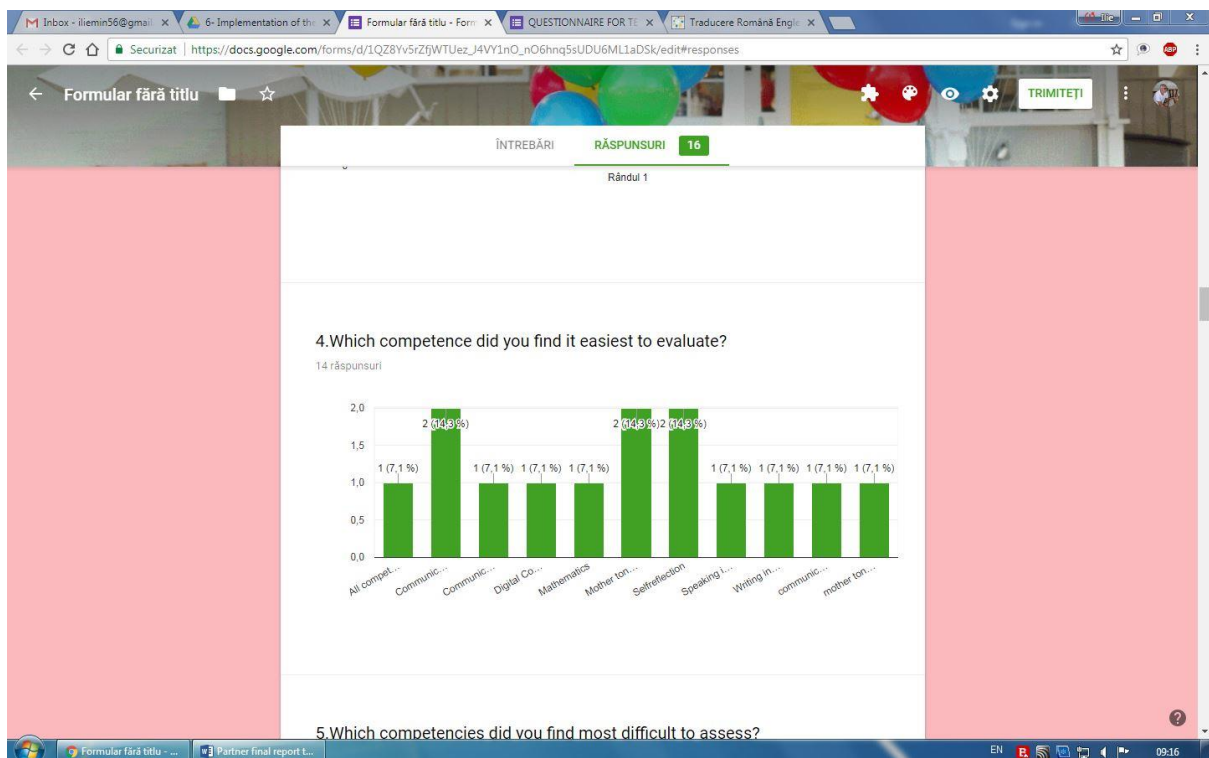 Inbox - iliemin56@gmail
6- Implementation of the
Formular fără titlu - Form
QUESTIONNAIRE FOR TE
Traducere Română Engle
Ilie
Securizat | https://docs.google.com/forms/d/1QZ8Yv5rZfjWTUez_J4VY1nO_nO6hnq5sUDU6ML1aDSk/edit#responses
ABP
Formular fără titlu
TRIMITEȚI
ÎNTREBĂRI
RĂSPUNSURI 16
Rândul 1
4.Which competence did you find it easiest to evaluate?
14 răspunsuri
2,0
1,5
1,0
0,5
0,0
1 (7,1 %)
2 (14,3 %)
1 (7,1 %)
1 (7,1 %)
1 (7,1 %)
2 (14,3 %)
2 (14,3 %)
1 (7,1 %)
1 (7,1 %)
1 (7,1 %)
1 (7,1 %)
All compet...
Communic...
Communic...
Digital Co...
Mathematics
Mother ton...
Selfreflection
Speaking i...
Writing in...
communic...
mother ton...
5.Which competencies did you find most difficult to assess?
Formular fără titlu - ...
Partner final report t...
EN
09:16